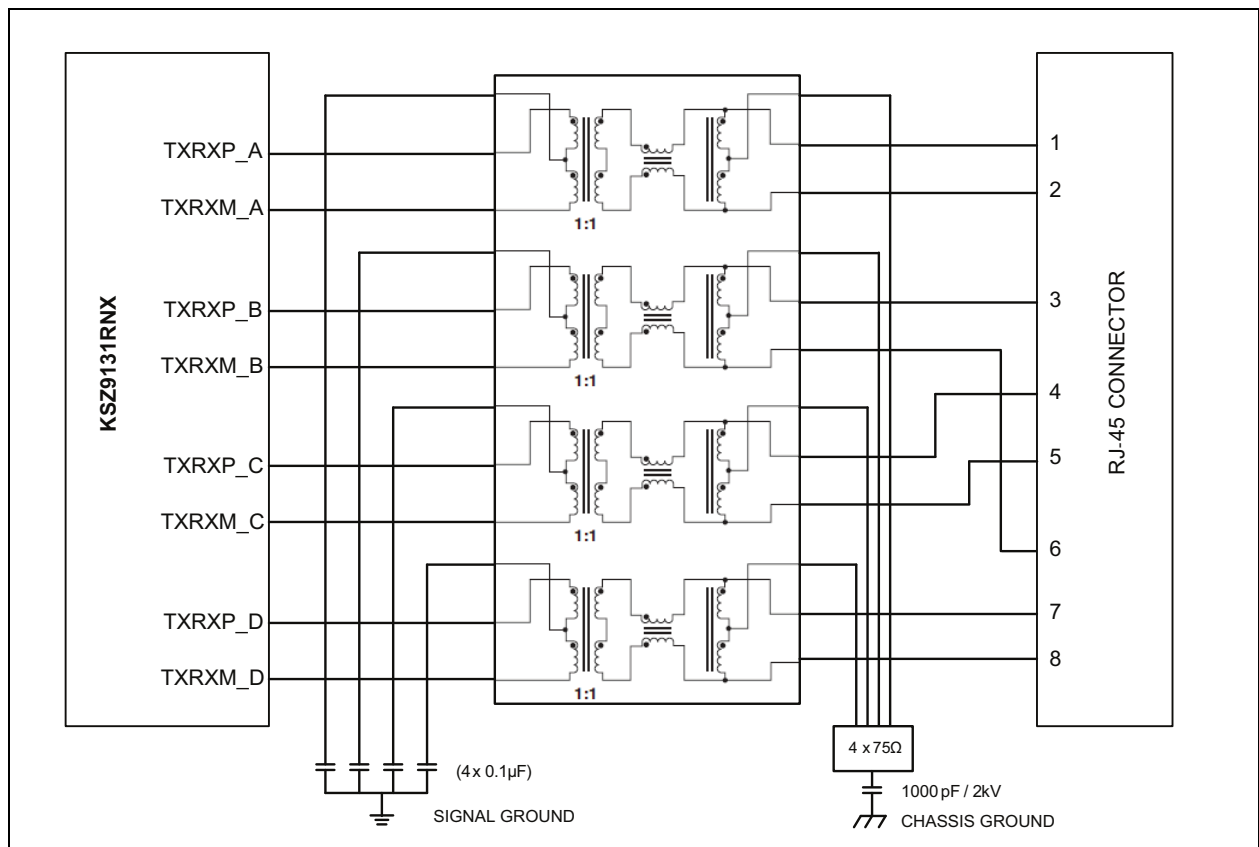 KSZ9131RNX
TXRXP_A
TXRXM_A
TXRXP_B
TXRXM_B
TXRXP_C
TXRXM_C
TXRXP_D
TXRXM_D
1:1
1:1
1:1
1:1
1
2
3
4
5
6
7
8
RJ-45 CONNECTOR
(4x 0.1µF)
SIGNAL GROUND
4 x 75Ω
1000 pF / 2kV
CHASSIS GROUND